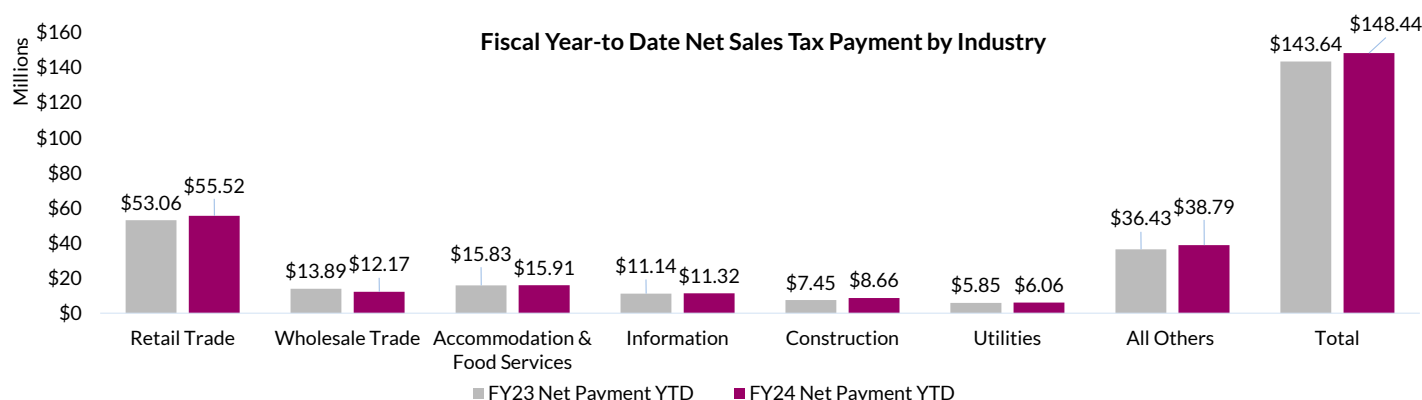 Fiscal Year-to Date Net Sales Tax Payment by Industry
Millions
$160
$140
$120
$100
$80
$60
$40
$20
$0
$53.06
$55.52
$13.89
$12.17
$15.83
$15.91
$11.14
$11.32
$7.45
$8.66
$5.85
$6.06
$36.43
$38.79
$143.64
$148.44
Retail Trade
Wholesale Trade
Accommodation &
Food Services
Information
Construction
Utilities
All Others
Total
FY23 Net Payment YTD
FY24 Net Payment YTD